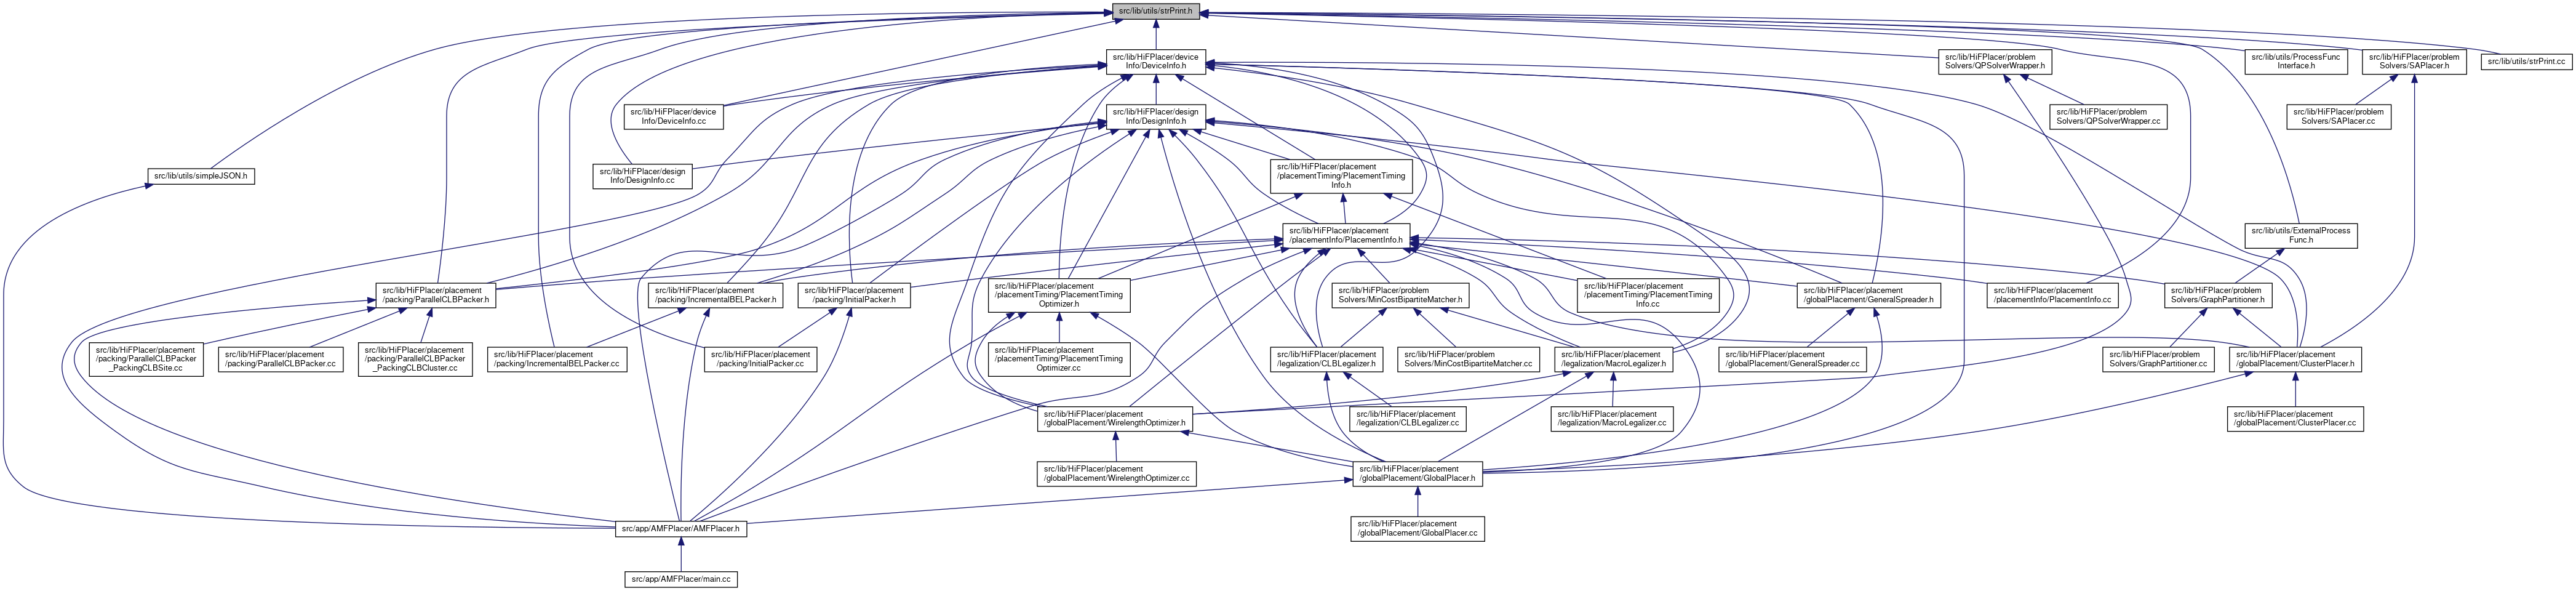 src/lib/utils/strPrint.h
src/lib/HiFPlacer/device
Info/DeviceInfo.h
src/lib/HiFPlacer/problem
Solvers/QPSolverWrapper.h
src/lib/utils/ProcessFunc
Interface.h
src/lib/HiFPlacer/problem
Solvers/SAPlacer.h
src/lib/utils/strPrint.cc
src/lib/HiFPlacer/device
Info/DeviceInfo.cc
src/lib/HiFPlacer/design
Info/DesignInfo.h
src/lib/HiFPlacer/problem
Solvers/QPSolverWrapper.cc
src/lib/HiFPlacer/problem
Solvers/SAPlacer.cc
src/lib/utils/simpleJSON.h
src/lib/HiFPlacer/design
Info/DesignInfo.cc
src/lib/HiFPlacer/placement
/placementTiming/PlacementTiming
Info.h
src/lib/HiFPlacer/placement
/placementInfo/PlacementInfo.h
src/lib/utils/ExternalProcess
Func.h
src/lib/HiFPlacer/placement
/packing/ParallelCLBPacker.h
src/lib/HiFPlacer/placement
/packing/IncrementalBELPacker.h
src/lib/HiFPlacer/placement
/packing/InitialPacker.h
src/lib/HiFPlacer/placement
/placementTiming/PlacementTiming
Optimizer.h
src/lib/HiFPlacer/problem
Solvers/MinCostBipartiteMatcher.h
src/lib/HiFPlacer/placement
/placementTiming/PlacementTiming
Info.cc
src/lib/HiFPlacer/placement
/globalPlacement/GeneralSpreader.h
src/lib/HiFPlacer/placement
/placementInfo/PlacementInfo.cc
src/lib/HiFPlacer/problem
Solvers/GraphPartitioner.h
src/lib/HiFPlacer/placement
/packing/ParallelCLBPacker
_PackingCLBSite.cc
src/lib/HiFPlacer/placement
/packing/ParallelCLBPacker.cc
src/lib/HiFPlacer/placement
/packing/ParallelCLBPacker
_PackingCLBCluster.cc
src/lib/HiFPlacer/placement
/packing/IncrementalBELPacker.cc
src/lib/HiFPlacer/placement
/packing/InitialPacker.cc
src/lib/HiFPlacer/placement
/placementTiming/PlacementTiming
Optimizer.cc
src/lib/HiFPlacer/placement
/legalization/CLBLegalizer.h
src/lib/HiFPlacer/problem
Solvers/MinCostBipartiteMatcher.cc
src/lib/HiFPlacer/placement
/legalization/MacroLegalizer.h
src/lib/HiFPlacer/placement
/globalPlacement/GeneralSpreader.cc
src/lib/HiFPlacer/problem
Solvers/GraphPartitioner.cc
src/lib/HiFPlacer/placement
/globalPlacement/ClusterPlacer.h
src/lib/HiFPlacer/placement
/globalPlacement/WirelengthOptimizer.h
src/lib/HiFPlacer/placement
/legalization/CLBLegalizer.cc
src/lib/HiFPlacer/placement
/legalization/MacroLegalizer.cc
src/lib/HiFPlacer/placement
/globalPlacement/ClusterPlacer.cc
src/lib/HiFPlacer/placement
/globalPlacement/WirelengthOptimizer.cc
src/lib/HiFPlacer/placement
/globalPlacement/GlobalPlacer.h
src/app/AMFPlacer/AMFPlacer.h
src/lib/HiFPlacer/placement
/globalPlacement/GlobalPlacer.cc
src/app/AMFPlacer/main.cc